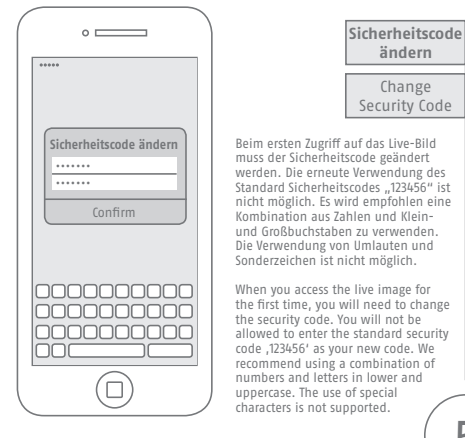 Sicherheitscode
ändern
Change
Security Code
•••••
Sicherheitscode ändern
•••••••
•••••••
Confirm
Beim ersten Zugriff auf das Live-Bild
muss der Sicherheitscode geändert
werden. Die erneute Verwendung des
Standard Sicherheitscodes „123456“ ist
nicht möglich. Es wird empfohlen eine
Kombination aus Zahlen und Klein-
und Großbuchstaben zu verwenden.
Die Verwendung von Umlauten und
Sonderzeichen ist nicht möglich.
When you access the live image for
the first time, you will need to change
the security code. You will not be
allowed to enter the standard security
code ‚123456‘ as your new code. We
recommend using a combination of
numbers and letters in lower and
uppercase. The use of special
characters is not supported.